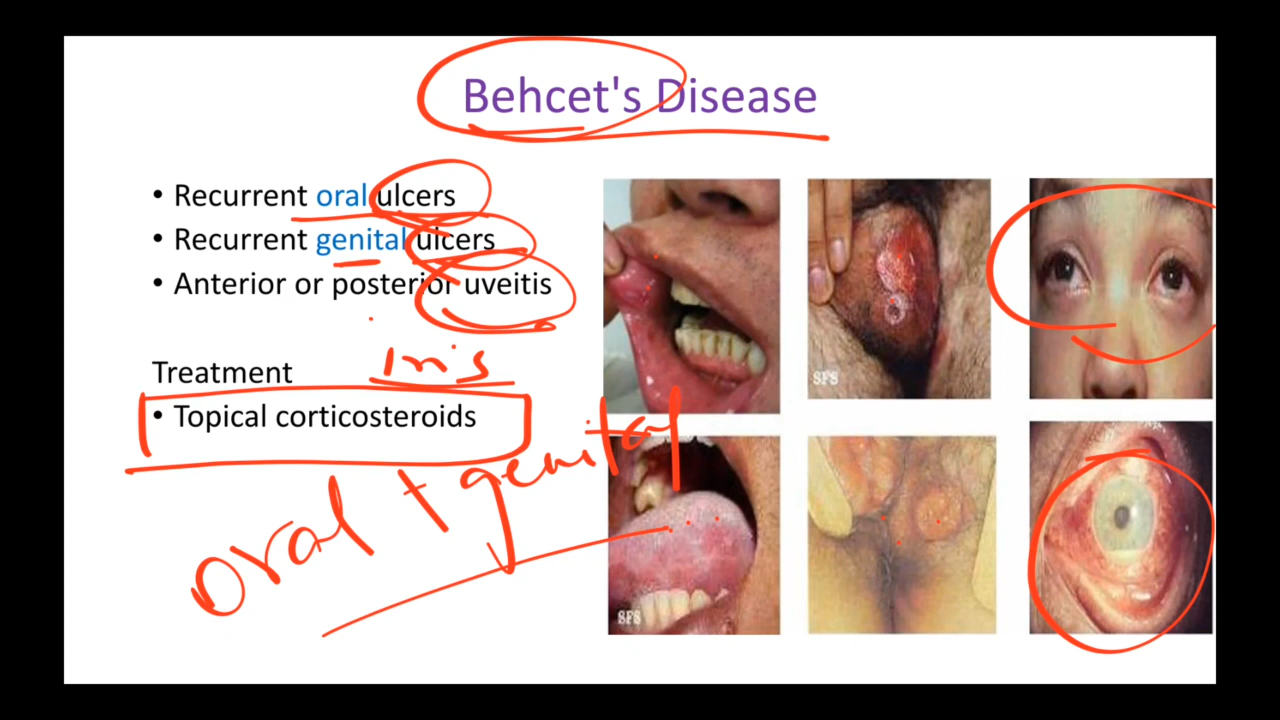 Behcet's Disease
• Recurrent oral ulcers
• Recurrent genital ulcers
• Anterior or posterior uveitis
Iris
Treatment
• Topical corticosteroids
oral + genital
SFS
SFS